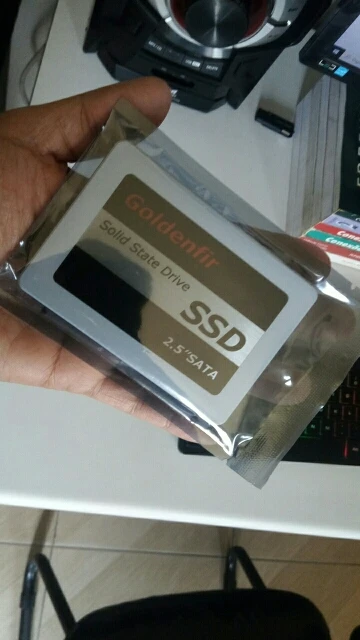 Goldenfir
Solid State Drive
SSD
2.5"SATA